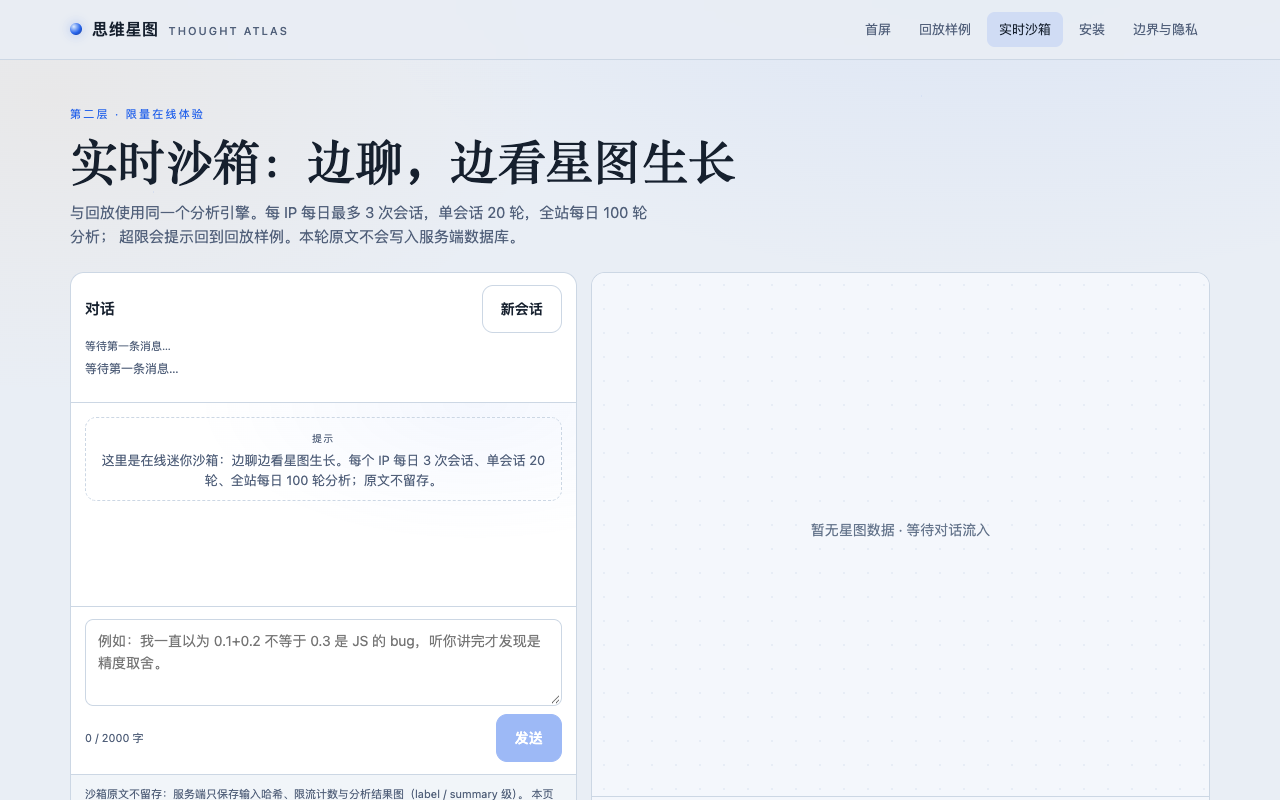 思维星图 THOUGHT ATLAS
首屏 回放样例 实时沙箱 安装 边界与隐私
第二层 · 限量在线体验
实时沙箱：边聊，边看星图生长
与回放使用同一个分析引擎。每 IP 每日最多 3 次会话，单会话 20 轮，全站每日 100 轮
分析； 超限会提示回到回放样例。本轮原文不会写入服务端数据库。
对话
新会话
等待第一条消息…
等待第一条消息…
提示
这里是在线迷你沙箱：边聊边看星图生长。每个 IP 每日 3 次会话、单会话 20
轮、全站每日 100 轮分析；原文不留存。
例如：我一直以为 0.1+0.2 不等于 0.3 是 JS 的 bug，听你讲完才发现是
精度取舍。
0 / 2000 字
发送
沙箱原文不留存：服务端只保存输入哈希、限流计数与分析结果图（label / summary 级）。 本页
暂无星图数据 · 等待对话流入